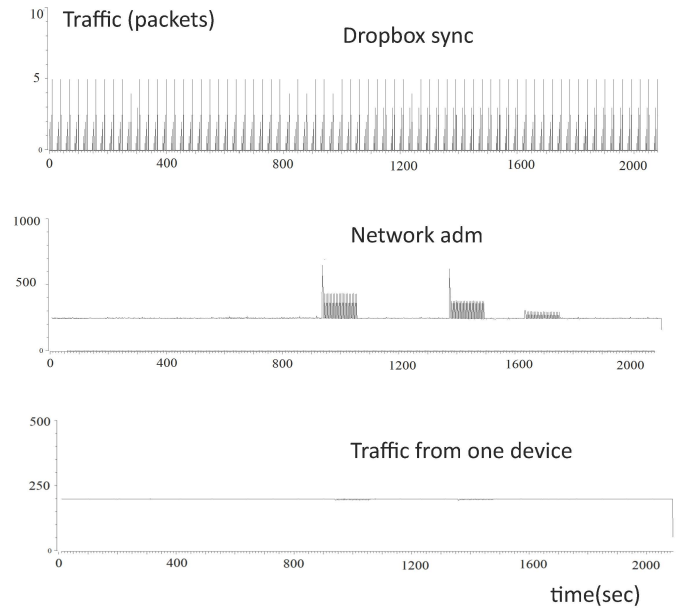 10
Traffic (packets)
Dropbox sync
5
0
0 400 800 1200 1600 2000
1000
Network adm
500
0
0 400 800 1200 1600 2000
500
Traffic from one device
250
0
0 400 800 1200 1600 2000
time(sec)